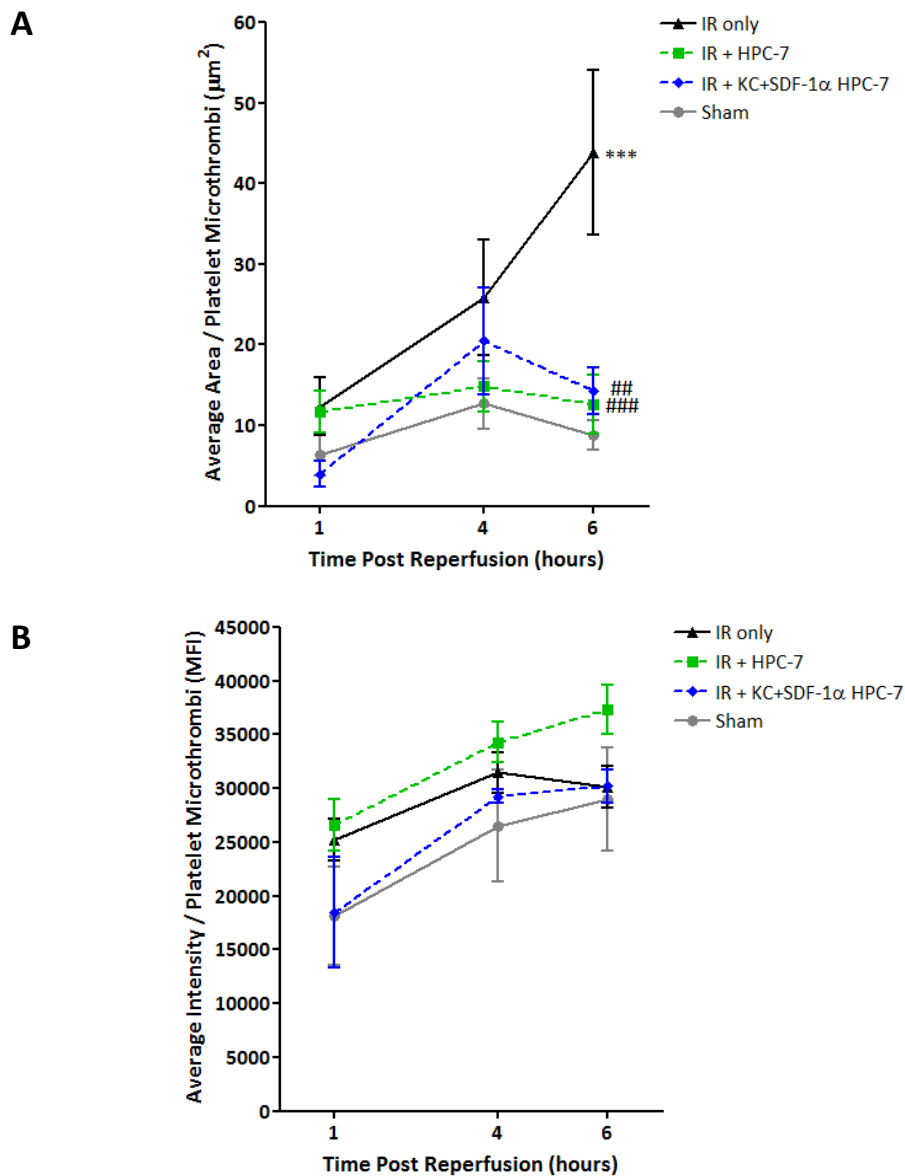 A
60
50
40
30
20
10
0
Average Area / Platelet Microthrombi (µm²)
1 4 6
Time Post Reperfusion (hours)
IR only
IR + HPC-7
IR + KC+SDF-1α HPC-7
Sham
***
##
###
B
45000
40000
35000
30000
25000
20000
15000
10000
5000
0
Average Intensity / Platelet Microthrombi (MFI)
1 4 6
Time Post Reperfusion (hours)
IR only
IR + HPC-7
IR + KC+SDF-1α HPC-7
Sham